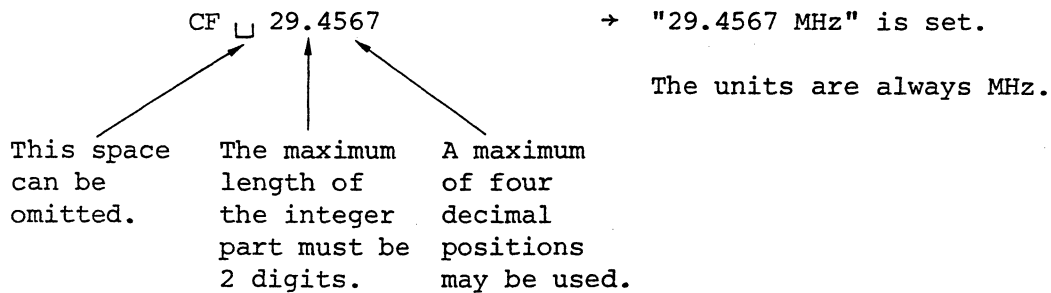 CF ␣ 29.4567 → "29.4567 MHz" is set.
The units are always MHz.
This space
can be
omitted.
The maximum
length of
the integer
part must be
2 digits.
A maximum
of four
decimal
positions
may be used.